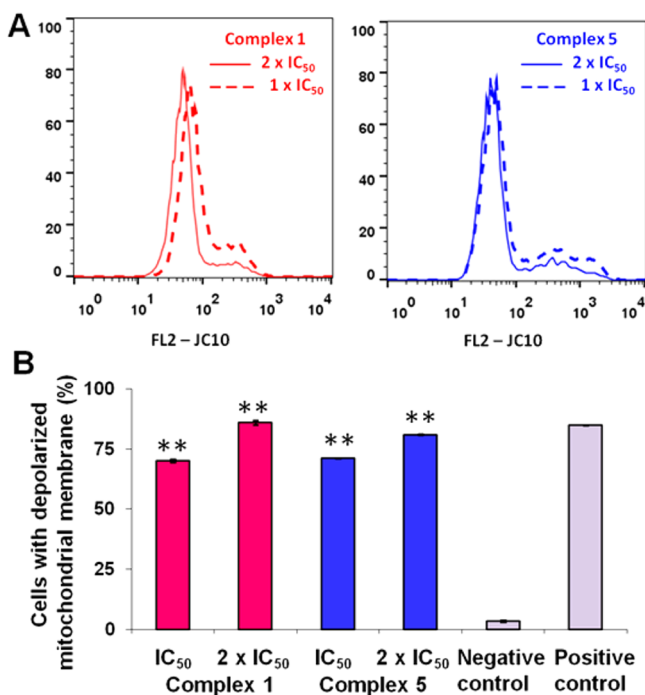 A
Complex 1
2 x IC50
1 x IC50
100
80
60
40
20
0
10^0 10^1 10^2 10^3 10^4
FL2 – JC10
Complex 5
2 x IC50
1 x IC50
100
80
60
40
20
0
10^0 10^1 10^2 10^3 10^4
FL2 – JC10
B
Cells with depolarized
mitochondrial membrane (%)
100
75
50
25
0
** ** ** **
IC50 2 x IC50 IC50 2 x IC50 Negative control Positive control
Complex 1 Complex 5